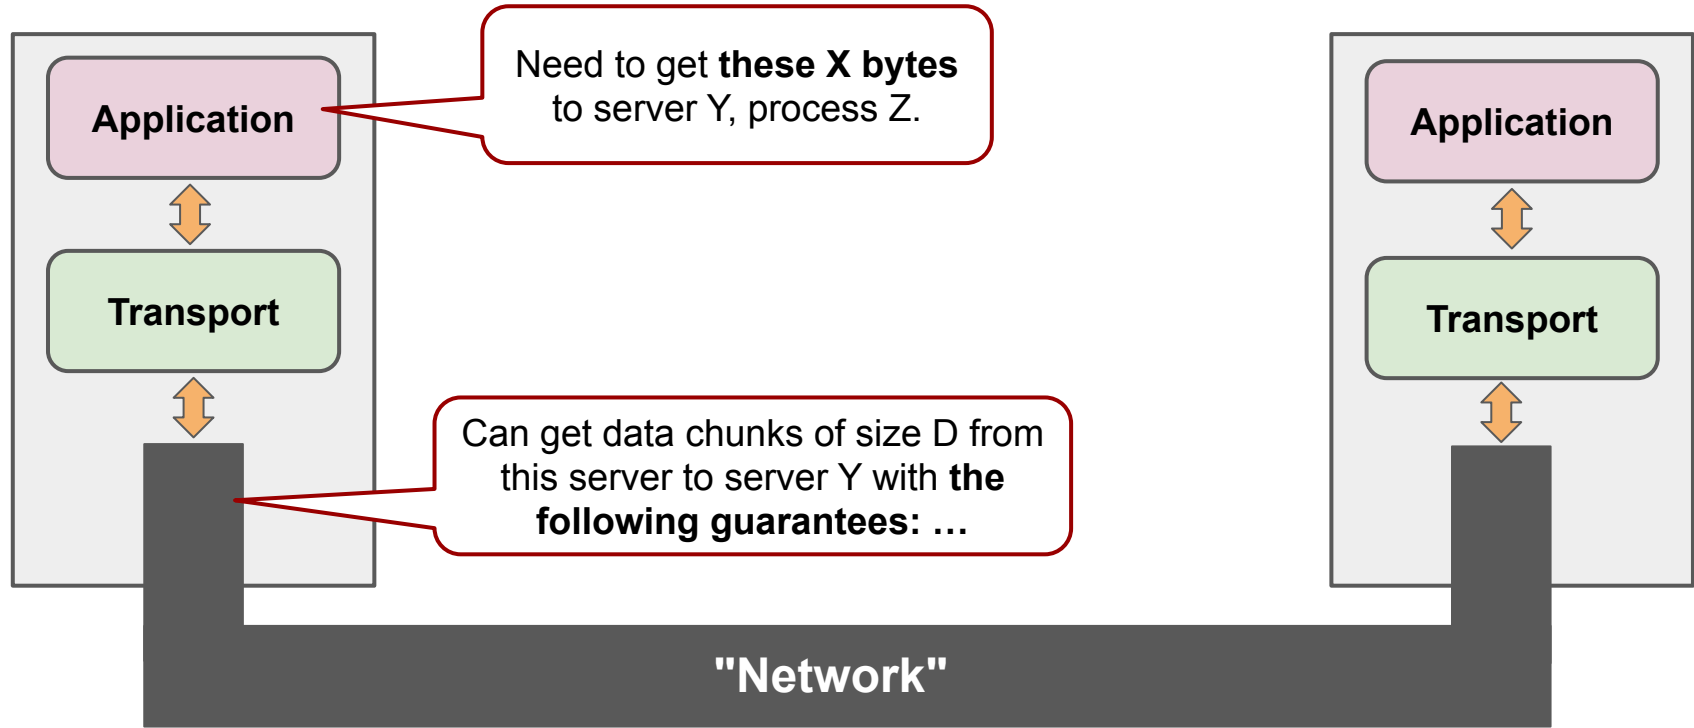 Need to get these X bytes
to server Y, process Z.
Application
Application
Transport
Transport
Can get data chunks of size D from
this server to server Y with the
following guarantees: …
"Network"